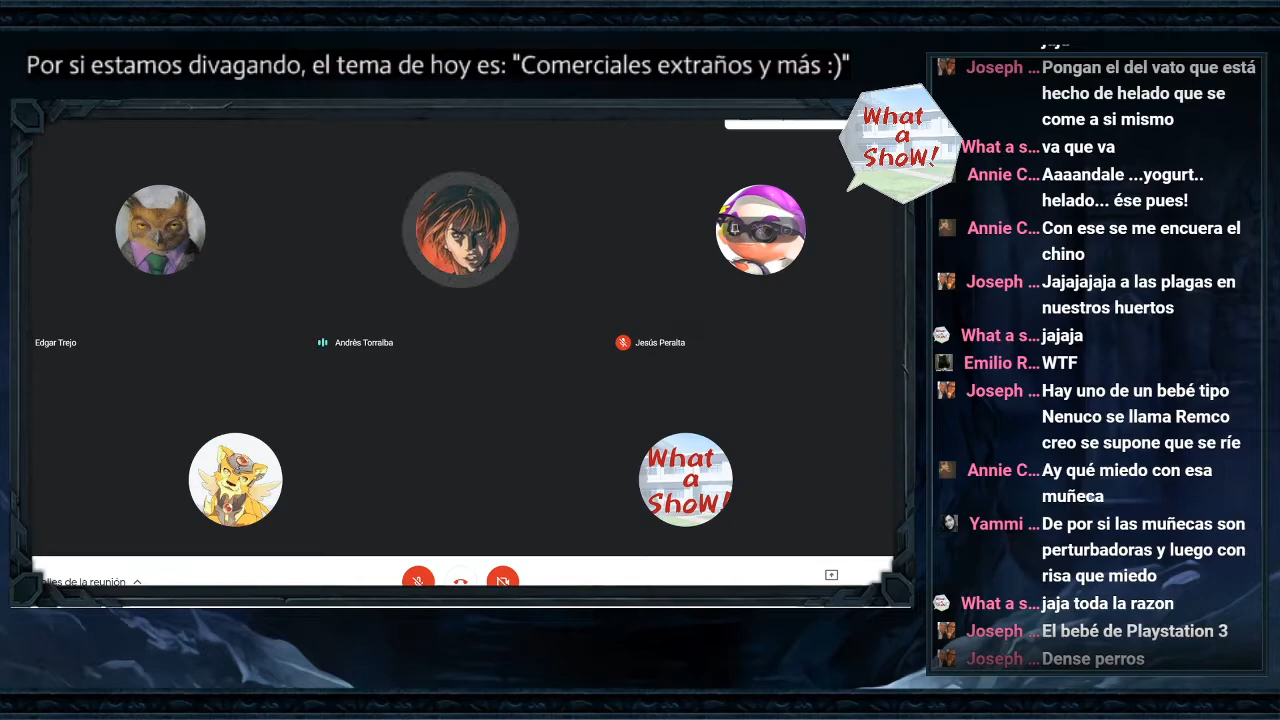 Por si estamos divagando, el tema de hoy es: "Comerciales extraños y más :)"
What
a
ShoW!
Edgar Trejo
Andrès Torralba
Jesús Peralta
What
a
ShoW!
lles de la reunión
jaja
Joseph ... Pongan el del vato que está
hecho de helado que se
come a si mismo
What a s... va que va
Annie C... Aaaandale ...yogurt..
helado... ése pues!
Annie C... Con ese se me encuera el
chino
Joseph ... Jajajajaja a las plagas en
nuestros huertos
What a s... jajaja
Emilio R... WTF
Joseph ... Hay uno de un bebé tipo
Nenuco se llama Remco
creo se supone que se ríe
Annie C... Ay qué miedo con esa
muñeca
Yammi ... De por si las muñecas son
perturbadoras y luego con
risa que miedo
What a s... jaja toda la razon
Joseph ... El bebé de Playstation 3
Joseph ... Dense perros